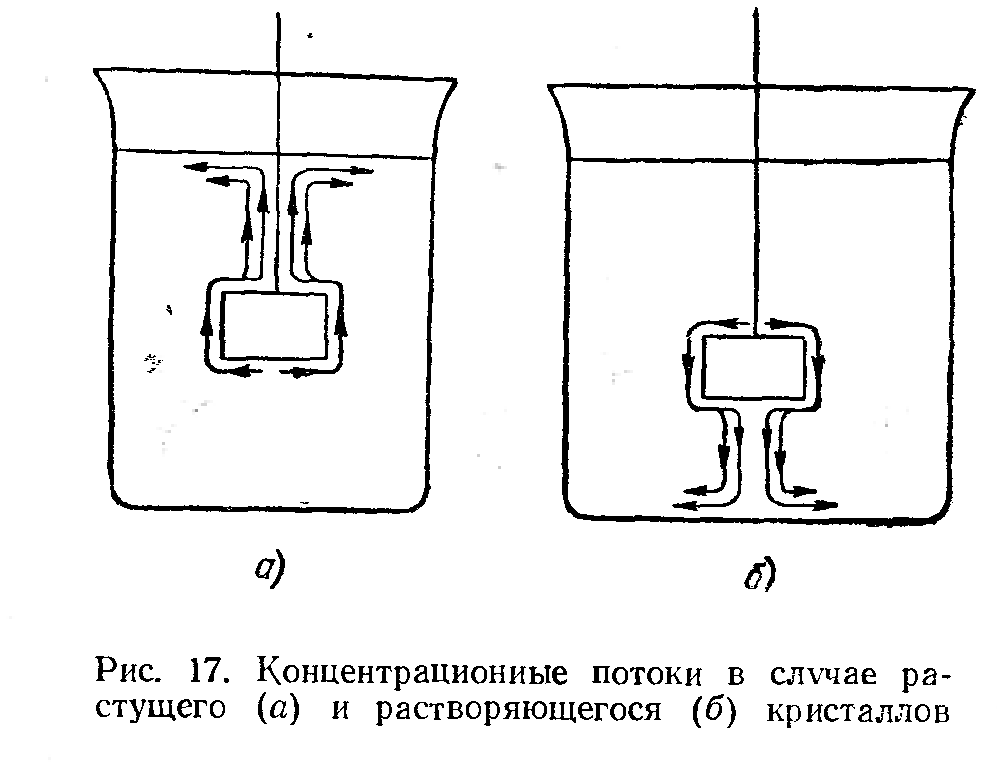 а)
б)
Рис. 17. Концентрационные потоки в случае ра-
стущего (а) и растворяющегося (б) кристаллов